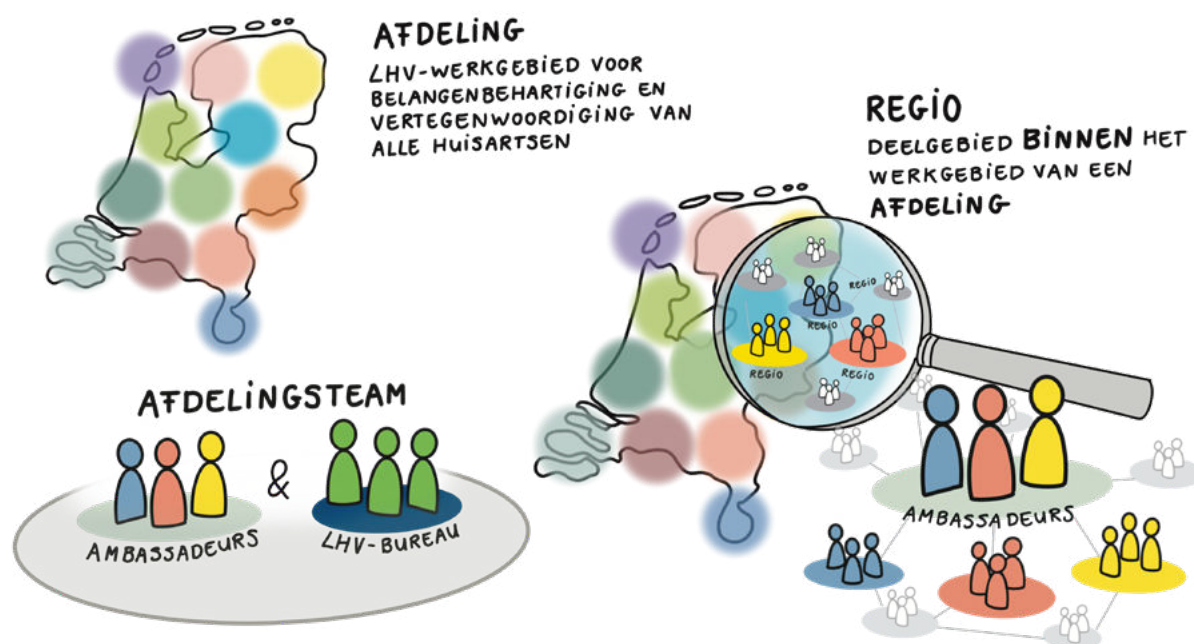 AFDELING
LHV-WERKGEBIED VOOR
BELANGENBEHARTIGING EN
VERTEGENWOORDIGING VAN
ALLE HUISARTSEN
REGIO
DEELGEBIED BINNEN HET
WERKGEBIED VAN EEN
AFDELING
REGIO
REGIO
REGIO
REGIO
AFDELINGSTEAM
&
AMBASSADEURS
LHV-BUREAU
AMBASSADEURS